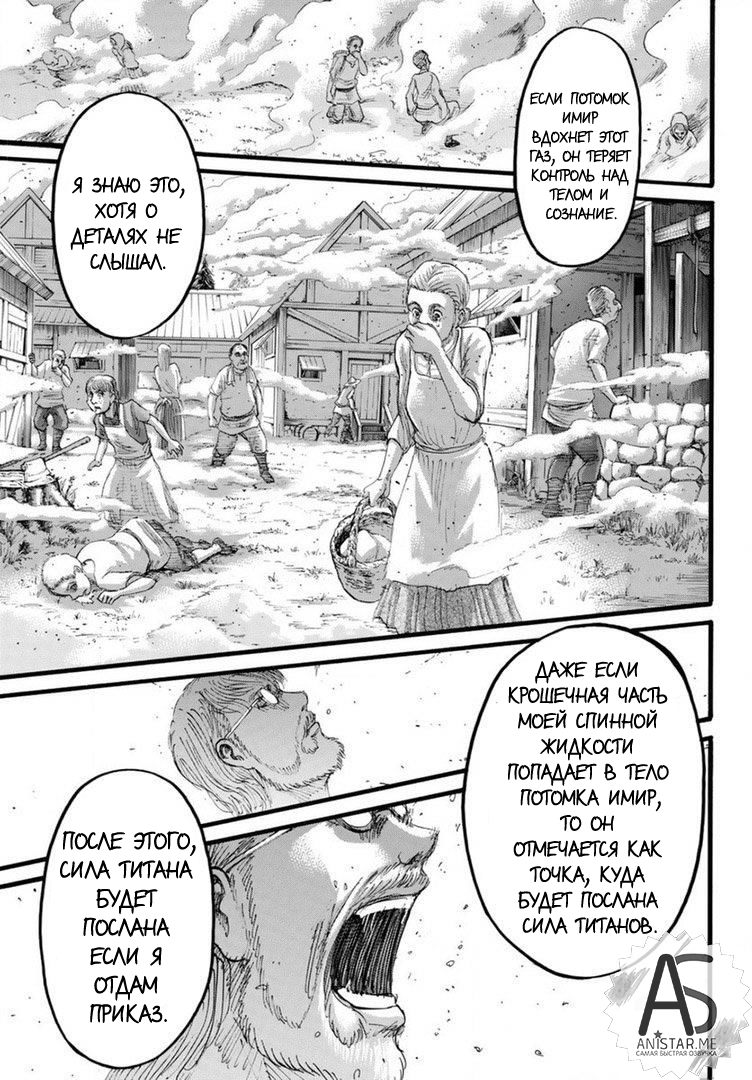 ЕСЛИ ПОТОМОК
ИМИР
ВДОХНЕТ ЭТОТ
ГАЗ, ОН ТЕРЯЕТ
КОНТРОЛЬ НАД
ТЕЛОМ И
СОЗНАНИЕ.
Я ЗНАЮ ЭТО,
ХОТЯ О
ДЕТАЛЯХ НЕ
СЛЫШАЛ.
ДАЖЕ ЕСЛИ
КРОШЕЧНАЯ ЧАСТЬ
МОЕЙ СПИННОЙ
ЖИДКОСТИ
ПОПАДАЕТ В ТЕЛО
ПОТОМКА ИМИР,
ТО ОН
ОТМЕЧАЕТСЯ КАК
ТОЧКА, КУДА
БУДЕТ ПОСЛАНА
СИЛА ТИТАНОВ.
ПОСЛЕ ЭТОГО,
СИЛА ТИТАНА
БУДЕТ
ПОСЛАНА
ЕСЛИ Я
ОТДАМ
ПРИКАЗ.
AS
ANISTAR.ME
САМАЯ БЫСТРАЯ ОЗВУЧКА